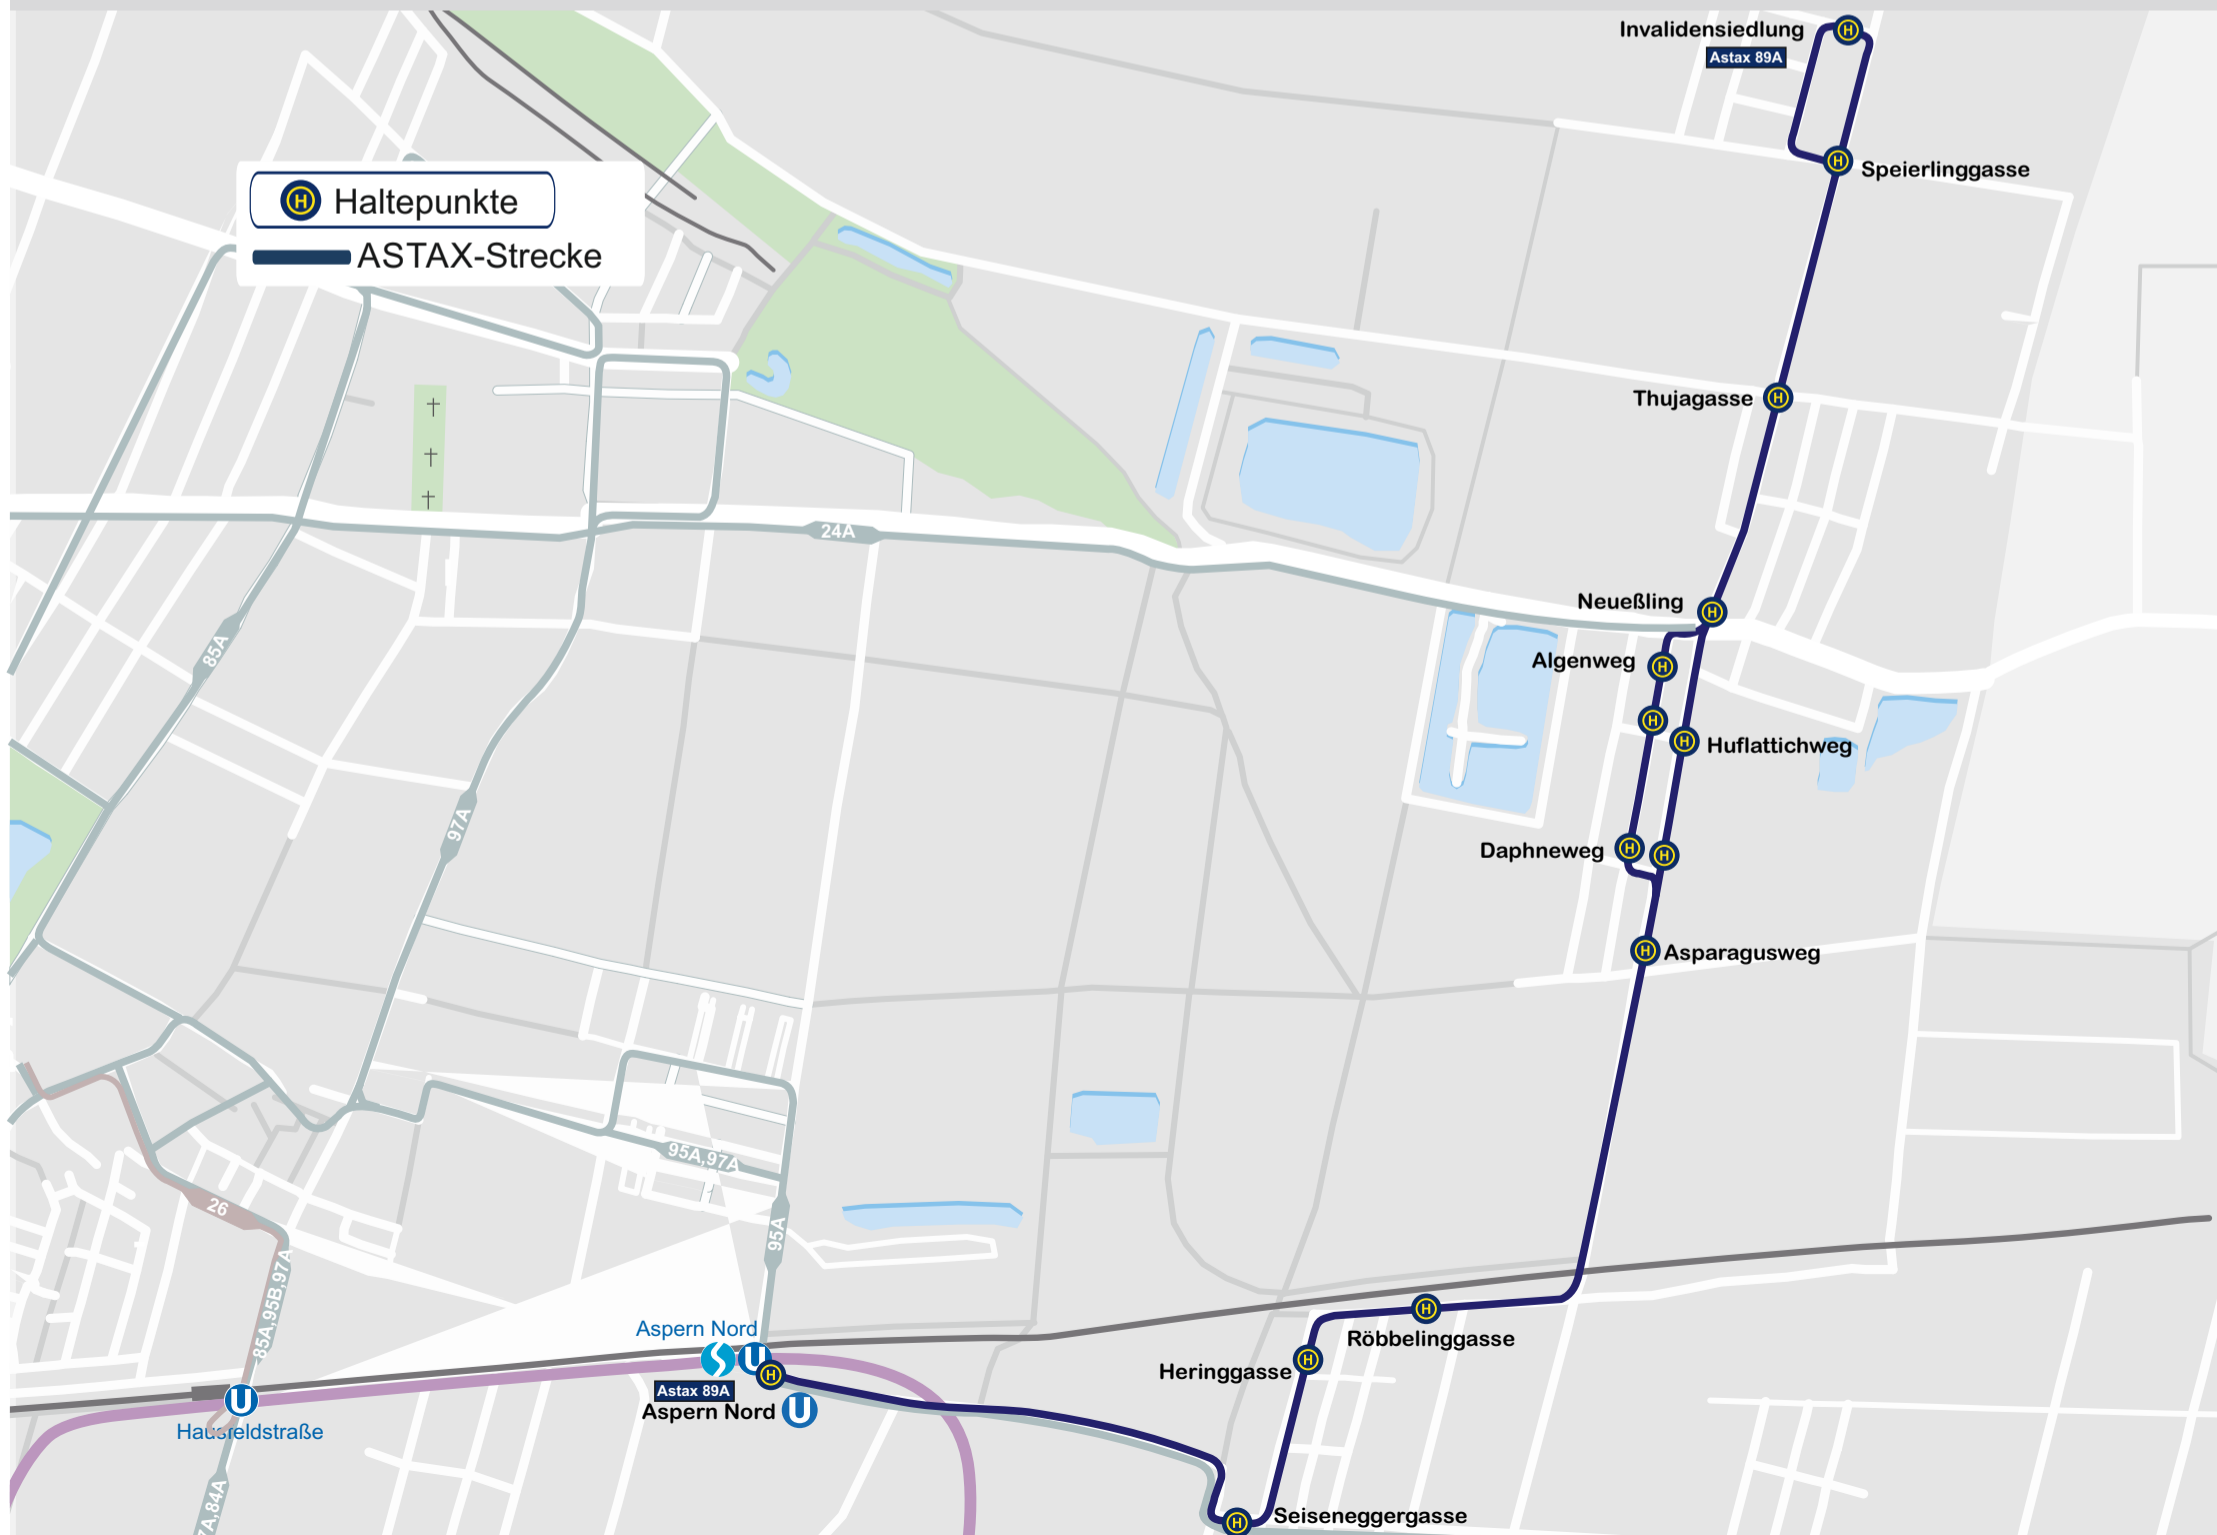 Invalidensiedlung
Astax 89A
Speierlinggasse
H Haltepunkte
ASTAX-Strecke
Thujagasse
24A
Neueßling
85A
Algenweg
Huflattichweg
97A
Daphneweg
Asparagusweg
95A,97A
26
95A
85A,95B,97A
Aspern Nord
Röbbelinggasse
Heringgasse
Astax 89A
Aspern Nord U
U
Hausfeldstraße
Seiseneggergasse